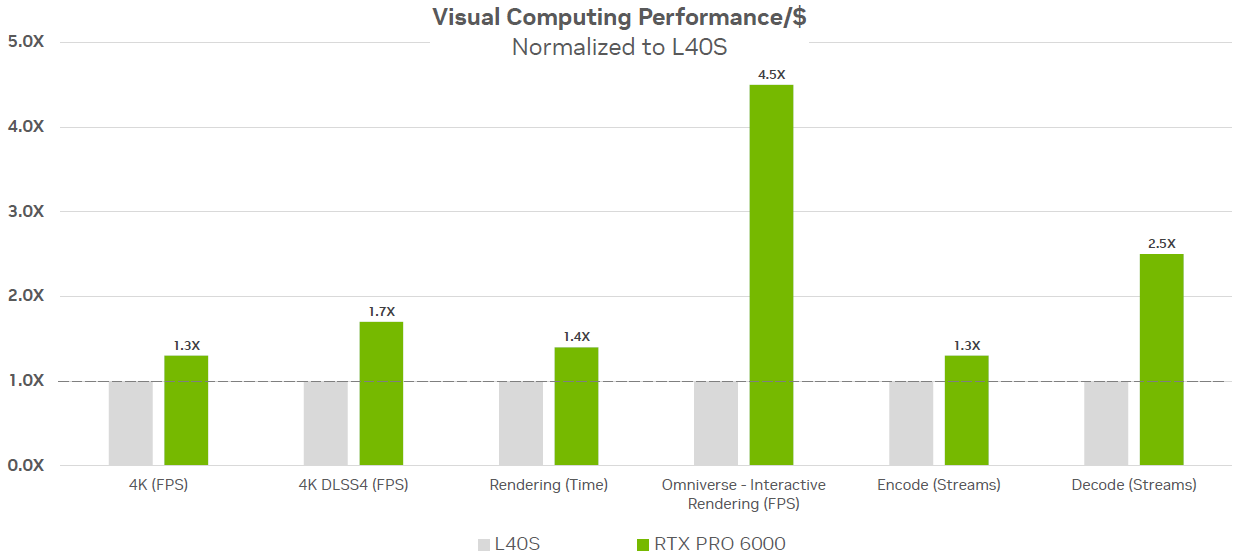 Visual Computing Performance/$
Normalized to L40S
5.0X
4.0X
3.0X
2.0X
1.0X
0.0X
1.3X
1.7X
1.4X
4.5X
1.3X
2.5X
4K (FPS)
4K DLSS4 (FPS)
Rendering (Time)
Omniverse - Interactive
Rendering (FPS)
Encode (Streams)
Decode (Streams)
L40S
RTX PRO 6000